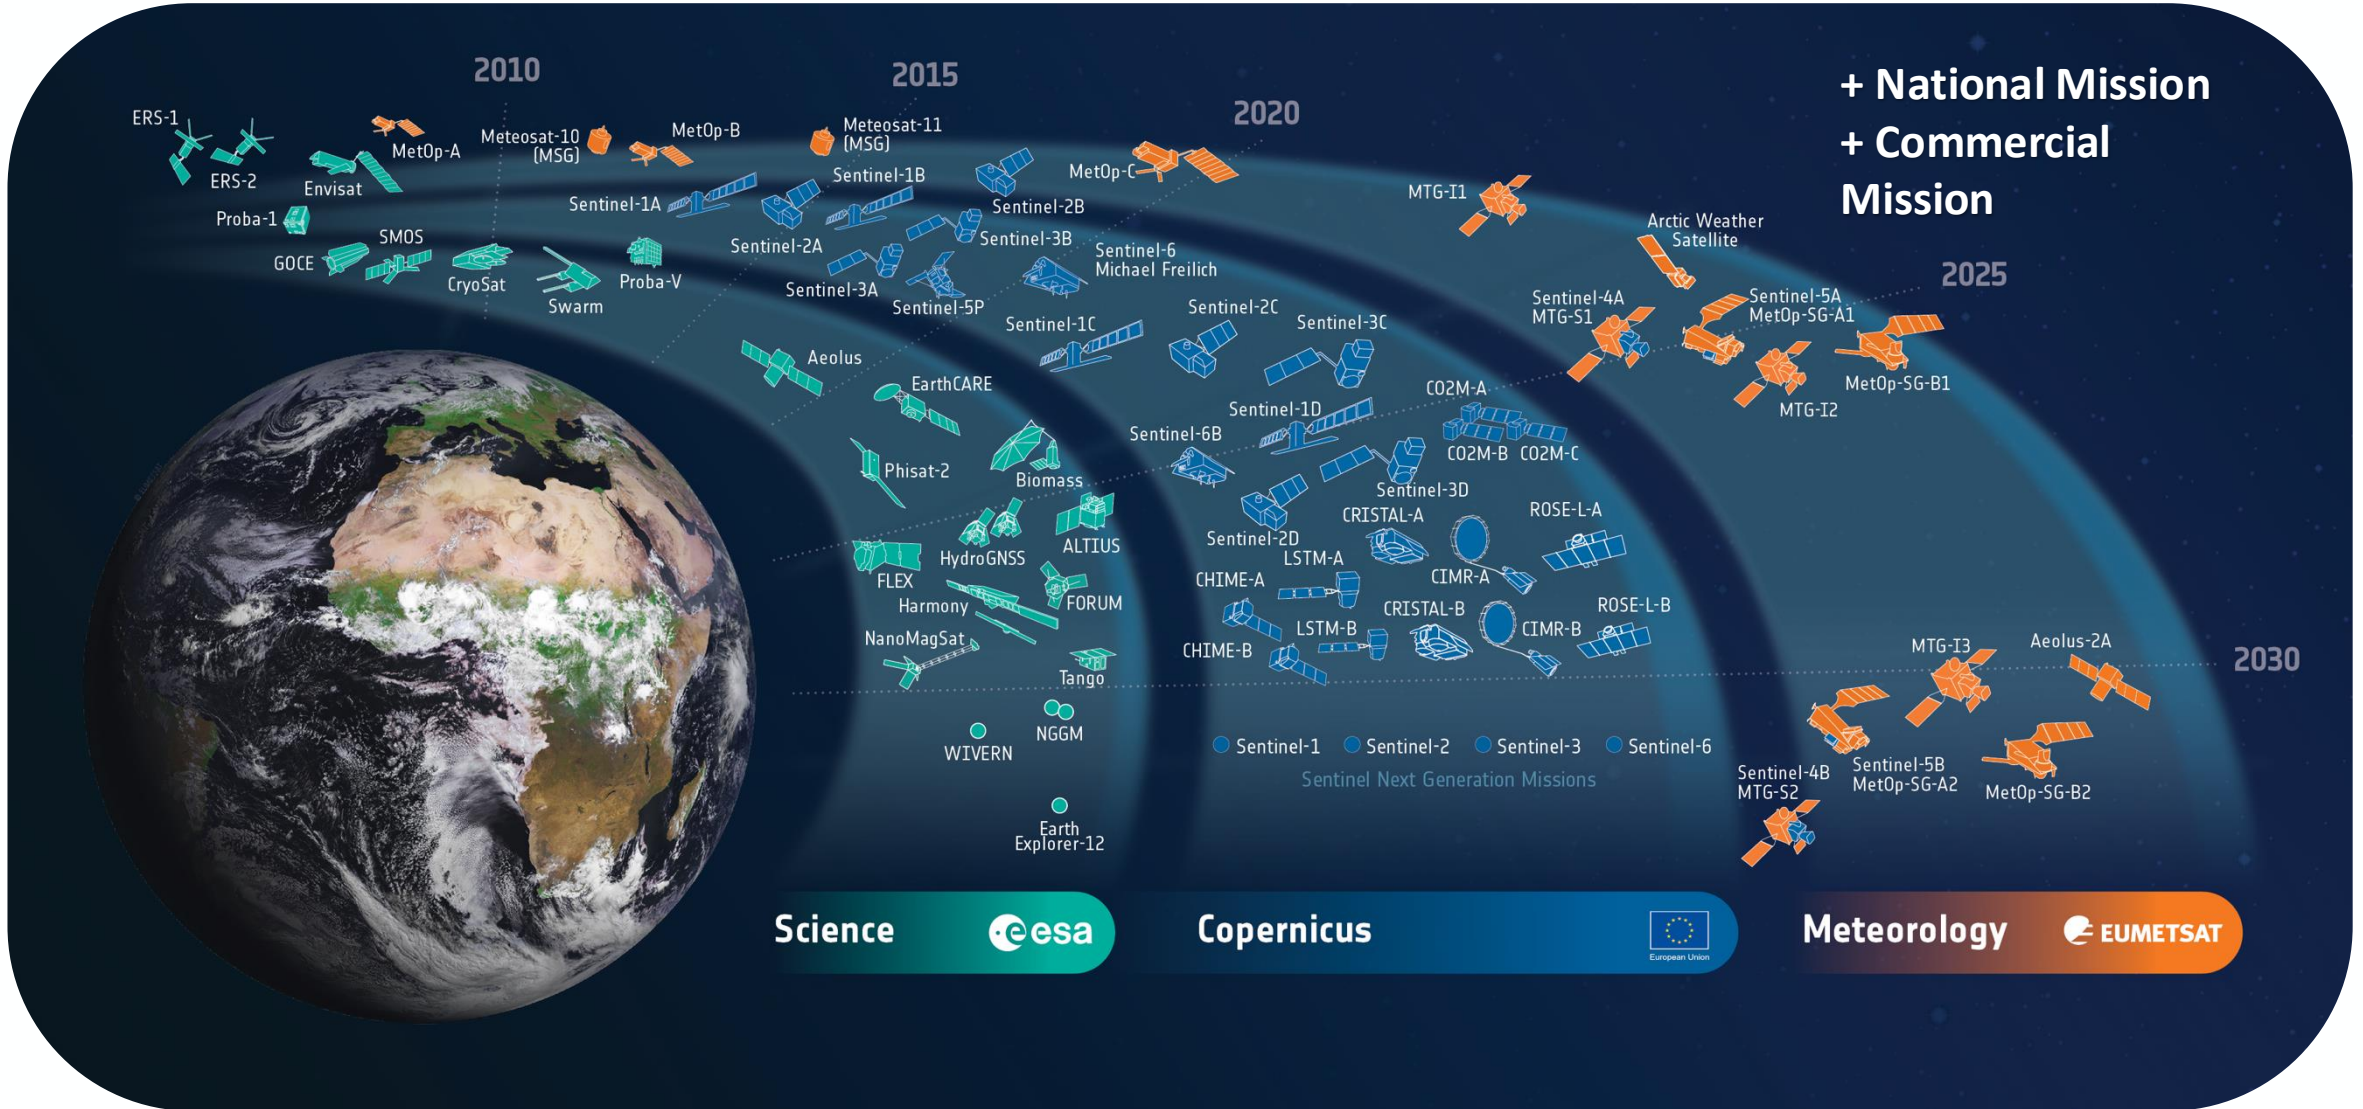 2010
2015
2020
2025
2030
+ National Mission
+ Commercial
Mission
ERS-1
ERS-2
MetOp-A
Envisat
Proba-1
GOCE
SMOS
CryoSat
Swarm
Proba-V
Meteosat-10
(MSG)
MetOp-B
Meteosat-11
(MSG)
MetOp-C
Sentinel-1A
Sentinel-1B
Sentinel-2A
Sentinel-2B
Sentinel-3B
Sentinel-3A
Sentinel-5P
Sentinel-6
Michael Freilich
MTG-I1
Arctic Weather
Satellite
Sentinel-4A
MTG-S1
Sentinel-5A
MetOp-SG-A1
MTG-I2
MetOp-SG-B1
Sentinel-1C
Sentinel-2C
Sentinel-3C
Aeolus
EarthCARE
Phisat-2
Biomass
HydroGNSS
ALTIUS
FLEX
Harmony
FORUM
NanoMagSat
Tango
WIVERN
NGGM
Earth
Explorer-12
CO2M-A
CO2M-B
CO2M-C
Sentinel-1D
Sentinel-6B
Sentinel-3D
Sentinel-2D
CRISTAL-A
ROSE-L-A
LSTM-A
CHIME-A
CIMR-A
CRISTAL-B
ROSE-L-B
LSTM-B
CIMR-B
CHIME-B
Sentinel-1
Sentinel-2
Sentinel-3
Sentinel-6
Sentinel Next Generation Missions
MTG-I3
Aeolus-2A
Sentinel-5B
MetOp-SG-A2
MetOp-SG-B2
Sentinel-4B
MTG-S2
Science
esa
Copernicus
European Union
Meteorology
EUMETSAT